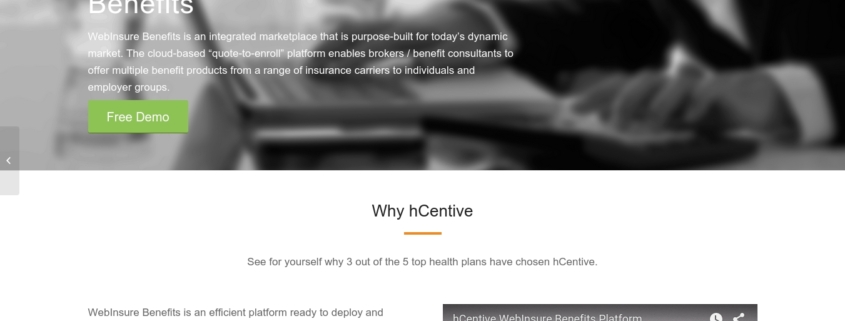 Benefits
WebInsure Benefits is an integrated marketplace that is purpose-built for today's dynamic
market. The cloud-based “quote-to-enroll” platform enables brokers / benefit consultants to
offer multiple benefit products from a range of insurance carriers to individuals and
employer groups.
Free Demo
Why hCentive
See for yourself why 3 out of the 5 top health plans have chosen hCentive.
WebInsure Benefits is an efficient platform ready to deploy and
hCentive WebInsure Benefits Platform